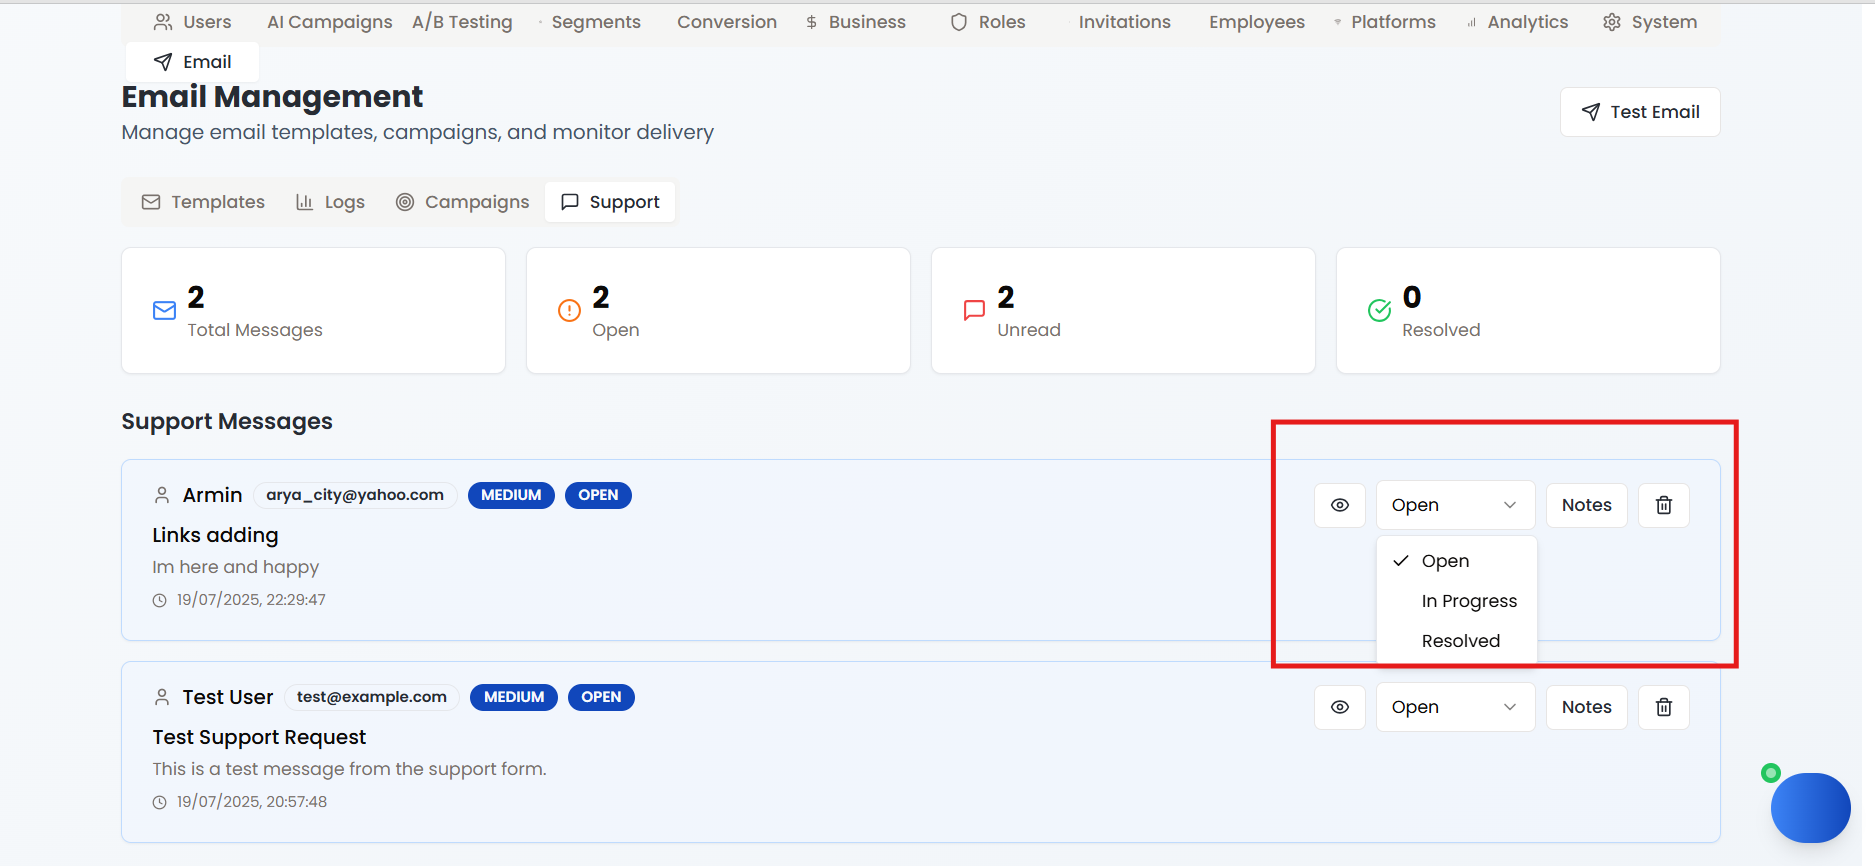 Users AI Campaigns A/B Testing Segments Conversion Business Roles Invitations Employees Platforms Analytics System
Email
Email Management
Manage email templates, campaigns, and monitor delivery
Test Email
Templates Logs Campaigns Support
2
Total Messages
2
Open
2
Unread
0
Resolved
Support Messages
Armin arya_city@yahoo.com MEDIUM OPEN
Links adding
Im here and happy
19/07/2025, 22:29:47
Open Notes
Open
In Progress
Resolved
Test User test@example.com MEDIUM OPEN
Test Support Request
This is a test message from the support form.
19/07/2025, 20:57:48
Open Notes